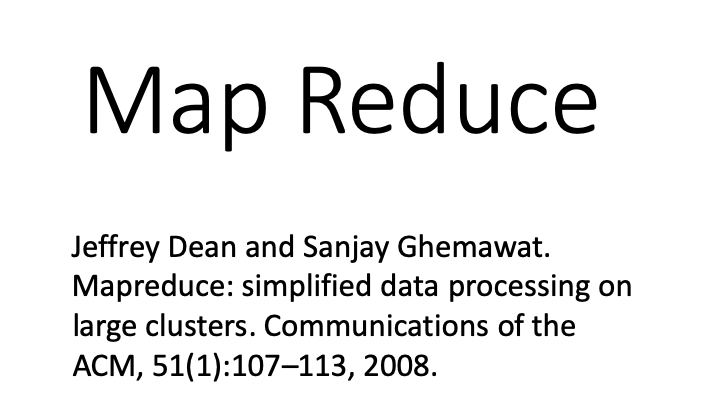 Map Reduce
Jeffrey Dean and Sanjay Ghemawat.
Mapreduce: simplified data processing on
large clusters. Communications of the
ACM, 51(1):107–113, 2008.